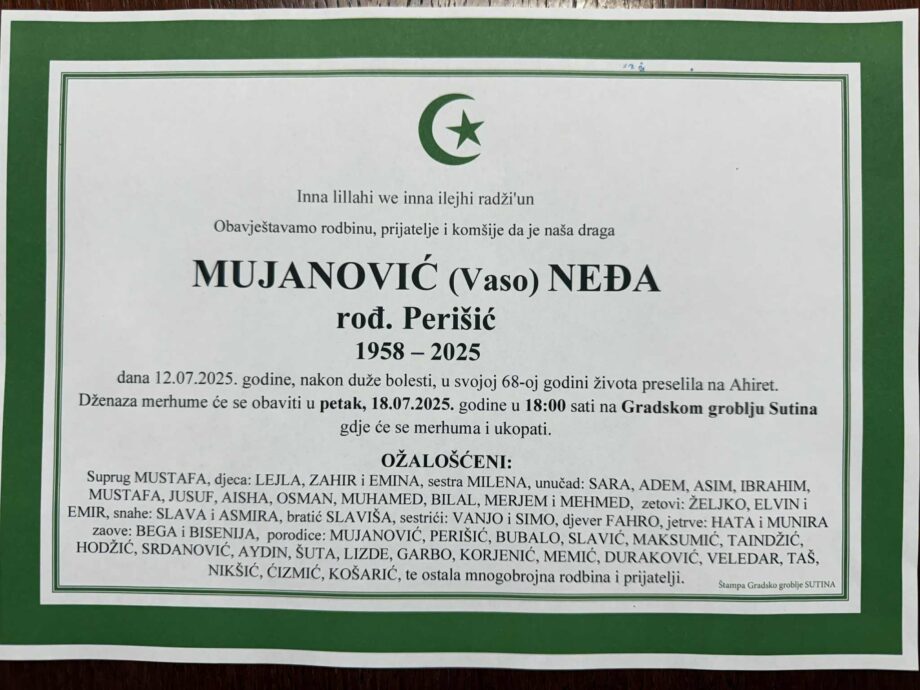 Inna lillahi we inna ilejhi radži'un
Obavještavamo rodbinu, prijatelje i komšije da je naša draga
MUJANOVIĆ (Vaso) NEĐA
rođ. Perišić
1958 – 2025
dana 12.07.2025. godine, nakon duže bolesti, u svojoj 68-oj godini života preselila na Ahiret.
Dženaza merhume će se obaviti u petak, 18.07.2025. godine u 18:00 sati na Gradskom groblju Sutina
gdje će se merhuma i ukopati.
OŽALOŠĆENI:
Suprug MUSTAFA, djeca: LEJLA, ZAHIR i EMINA, sestra MILENA, unučad: SARA, ADEM, ASIM, IBRAHIM,
MUSTAFA, JUSUF, AISHA, OSMAN, MUHAMED, BILAL, MERJEM i MEHMED, zetovi: ŽELJKO, ELVIN i
EMIR, snahe: SLAVA i ASMIRA, bratić SLAVIŠA, sestrići: VANJO i SIMO, djever FAHRO, jetrve: HATA i MUNIRA
zaove: BEGA i BISENIJA, porodice: MUJANOVIĆ, PERIŠIĆ, BUBALO, SLAVIĆ, MAKSUMIĆ, TAINDŽIĆ,
HODŽIĆ, SRDANOVIĆ, AYDIN, ŠUTA, LIZDE, GARBO, KORJENIĆ, MEMIĆ, DURAKOVIĆ, VELEDAR, TAŠ,
NIKŠIĆ, ĆIZMIĆ, KOŠARIĆ, te ostala mnogobrojna rodbina i prijatelji.
Štampa Gradsko groblje SUTINA